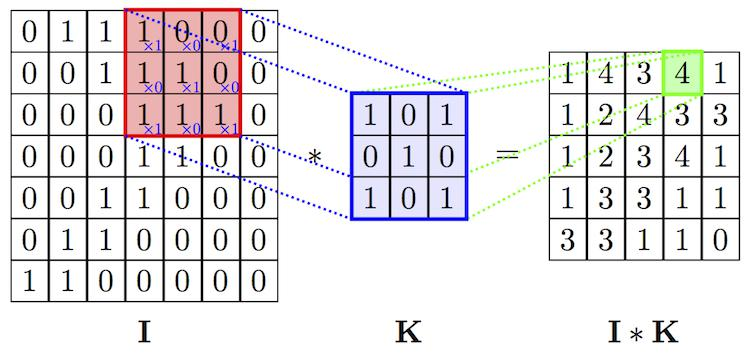 0 1 1 1×1 0×0 0×1 0
0 0 1 1×0 1×1 0×0 0
0 0 0 1×1 1×0 1×1 0
0 0 0 1 1 0 0
0 0 1 1 0 0 0
0 1 1 0 0 0 0
1 1 0 0 0 0 0
I
*
1 0 1
0 1 0
1 0 1
K
=
1 4 3 4 1
1 2 4 3 3
1 2 3 4 1
1 3 3 1 1
3 3 1 1 0
I * K